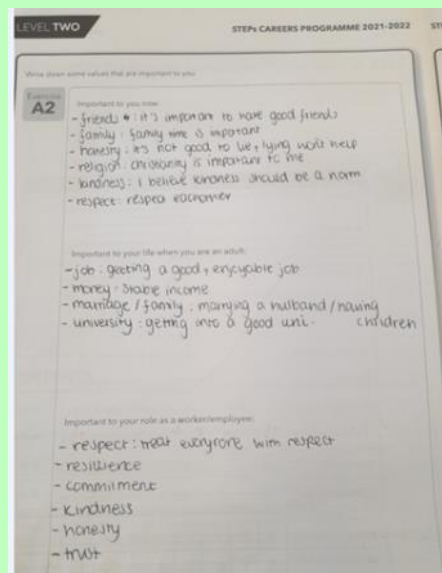 LEVEL TWO
STEPs CAREERS PROGRAMME 2021-2022
ST
Write down some values that are important to you
Exercise
A2
Important to you now:
- friends : it's important to have good friends
- family : family time is important
- honesty : it's not good to lie, lying won't help
- religion : christianity is important to me
- kindness : I believe kindness should be a norm
- respect : respect eachother
Important to your life when you are an adult:
- job : getting a good, enjoyable job
- money : stable income
- marriage / family : marrying a husband / having children
- university : getting into a good uni.
Important to your role as a worker/employee:
- respect : treat everyone with respect
- resilience
- commitment
- kindness
- honesty
- trust